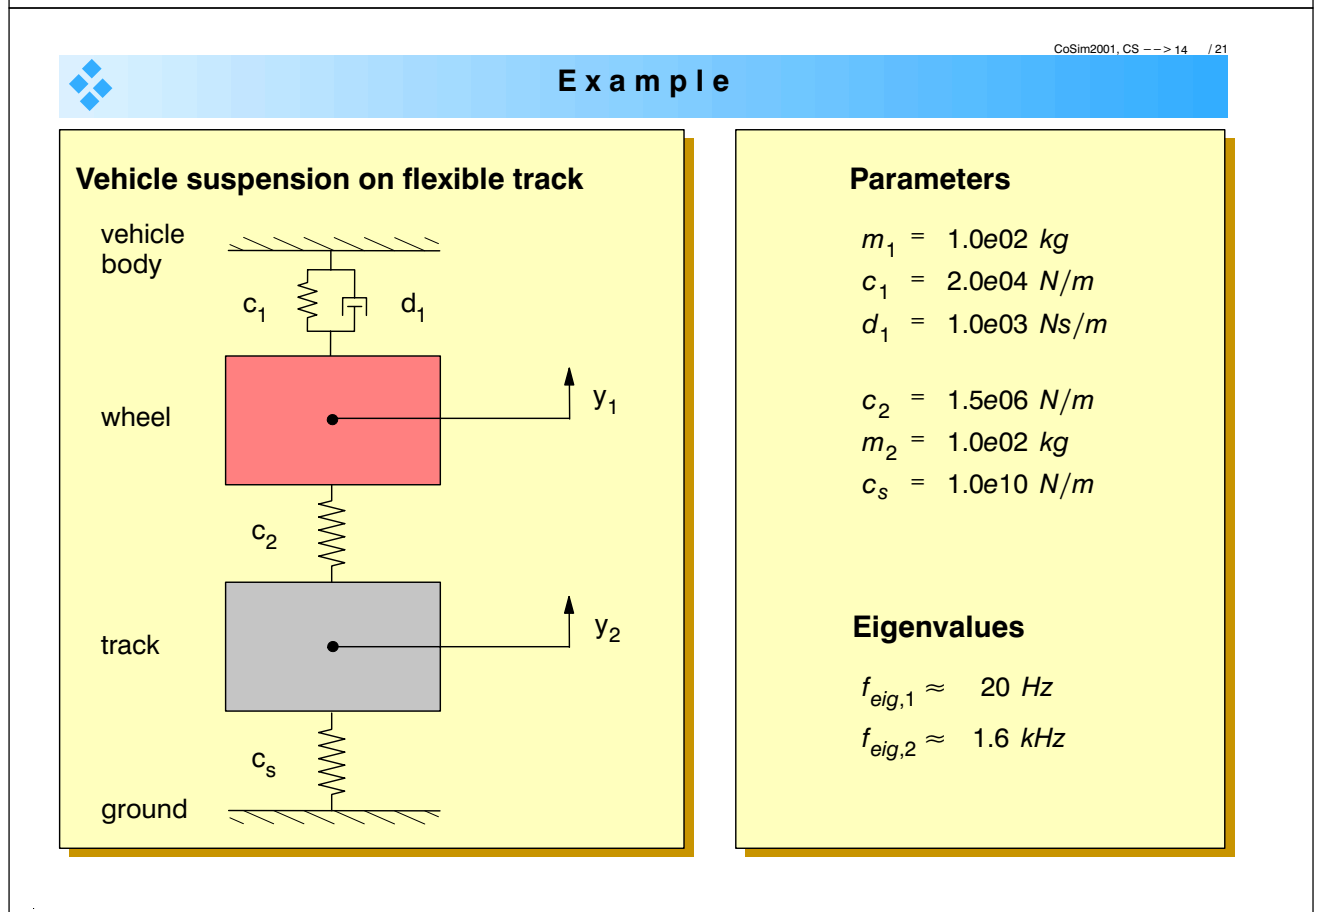 CoSim2001, CS −−> 14 / 21
Example
Vehicle suspension on flexible track
vehicle
body
c1
d1
wheel
y1
c2
track
y2
cs
ground
Parameters
m1 = 1.0e02 kg
c1 = 2.0e04 N/m
d1 = 1.0e03 Ns/m
c2 = 1.5e06 N/m
m2 = 1.0e02 kg
cs = 1.0e10 N/m
Eigenvalues
feig,1 ≈ 20 Hz
feig,2 ≈ 1.6 kHz